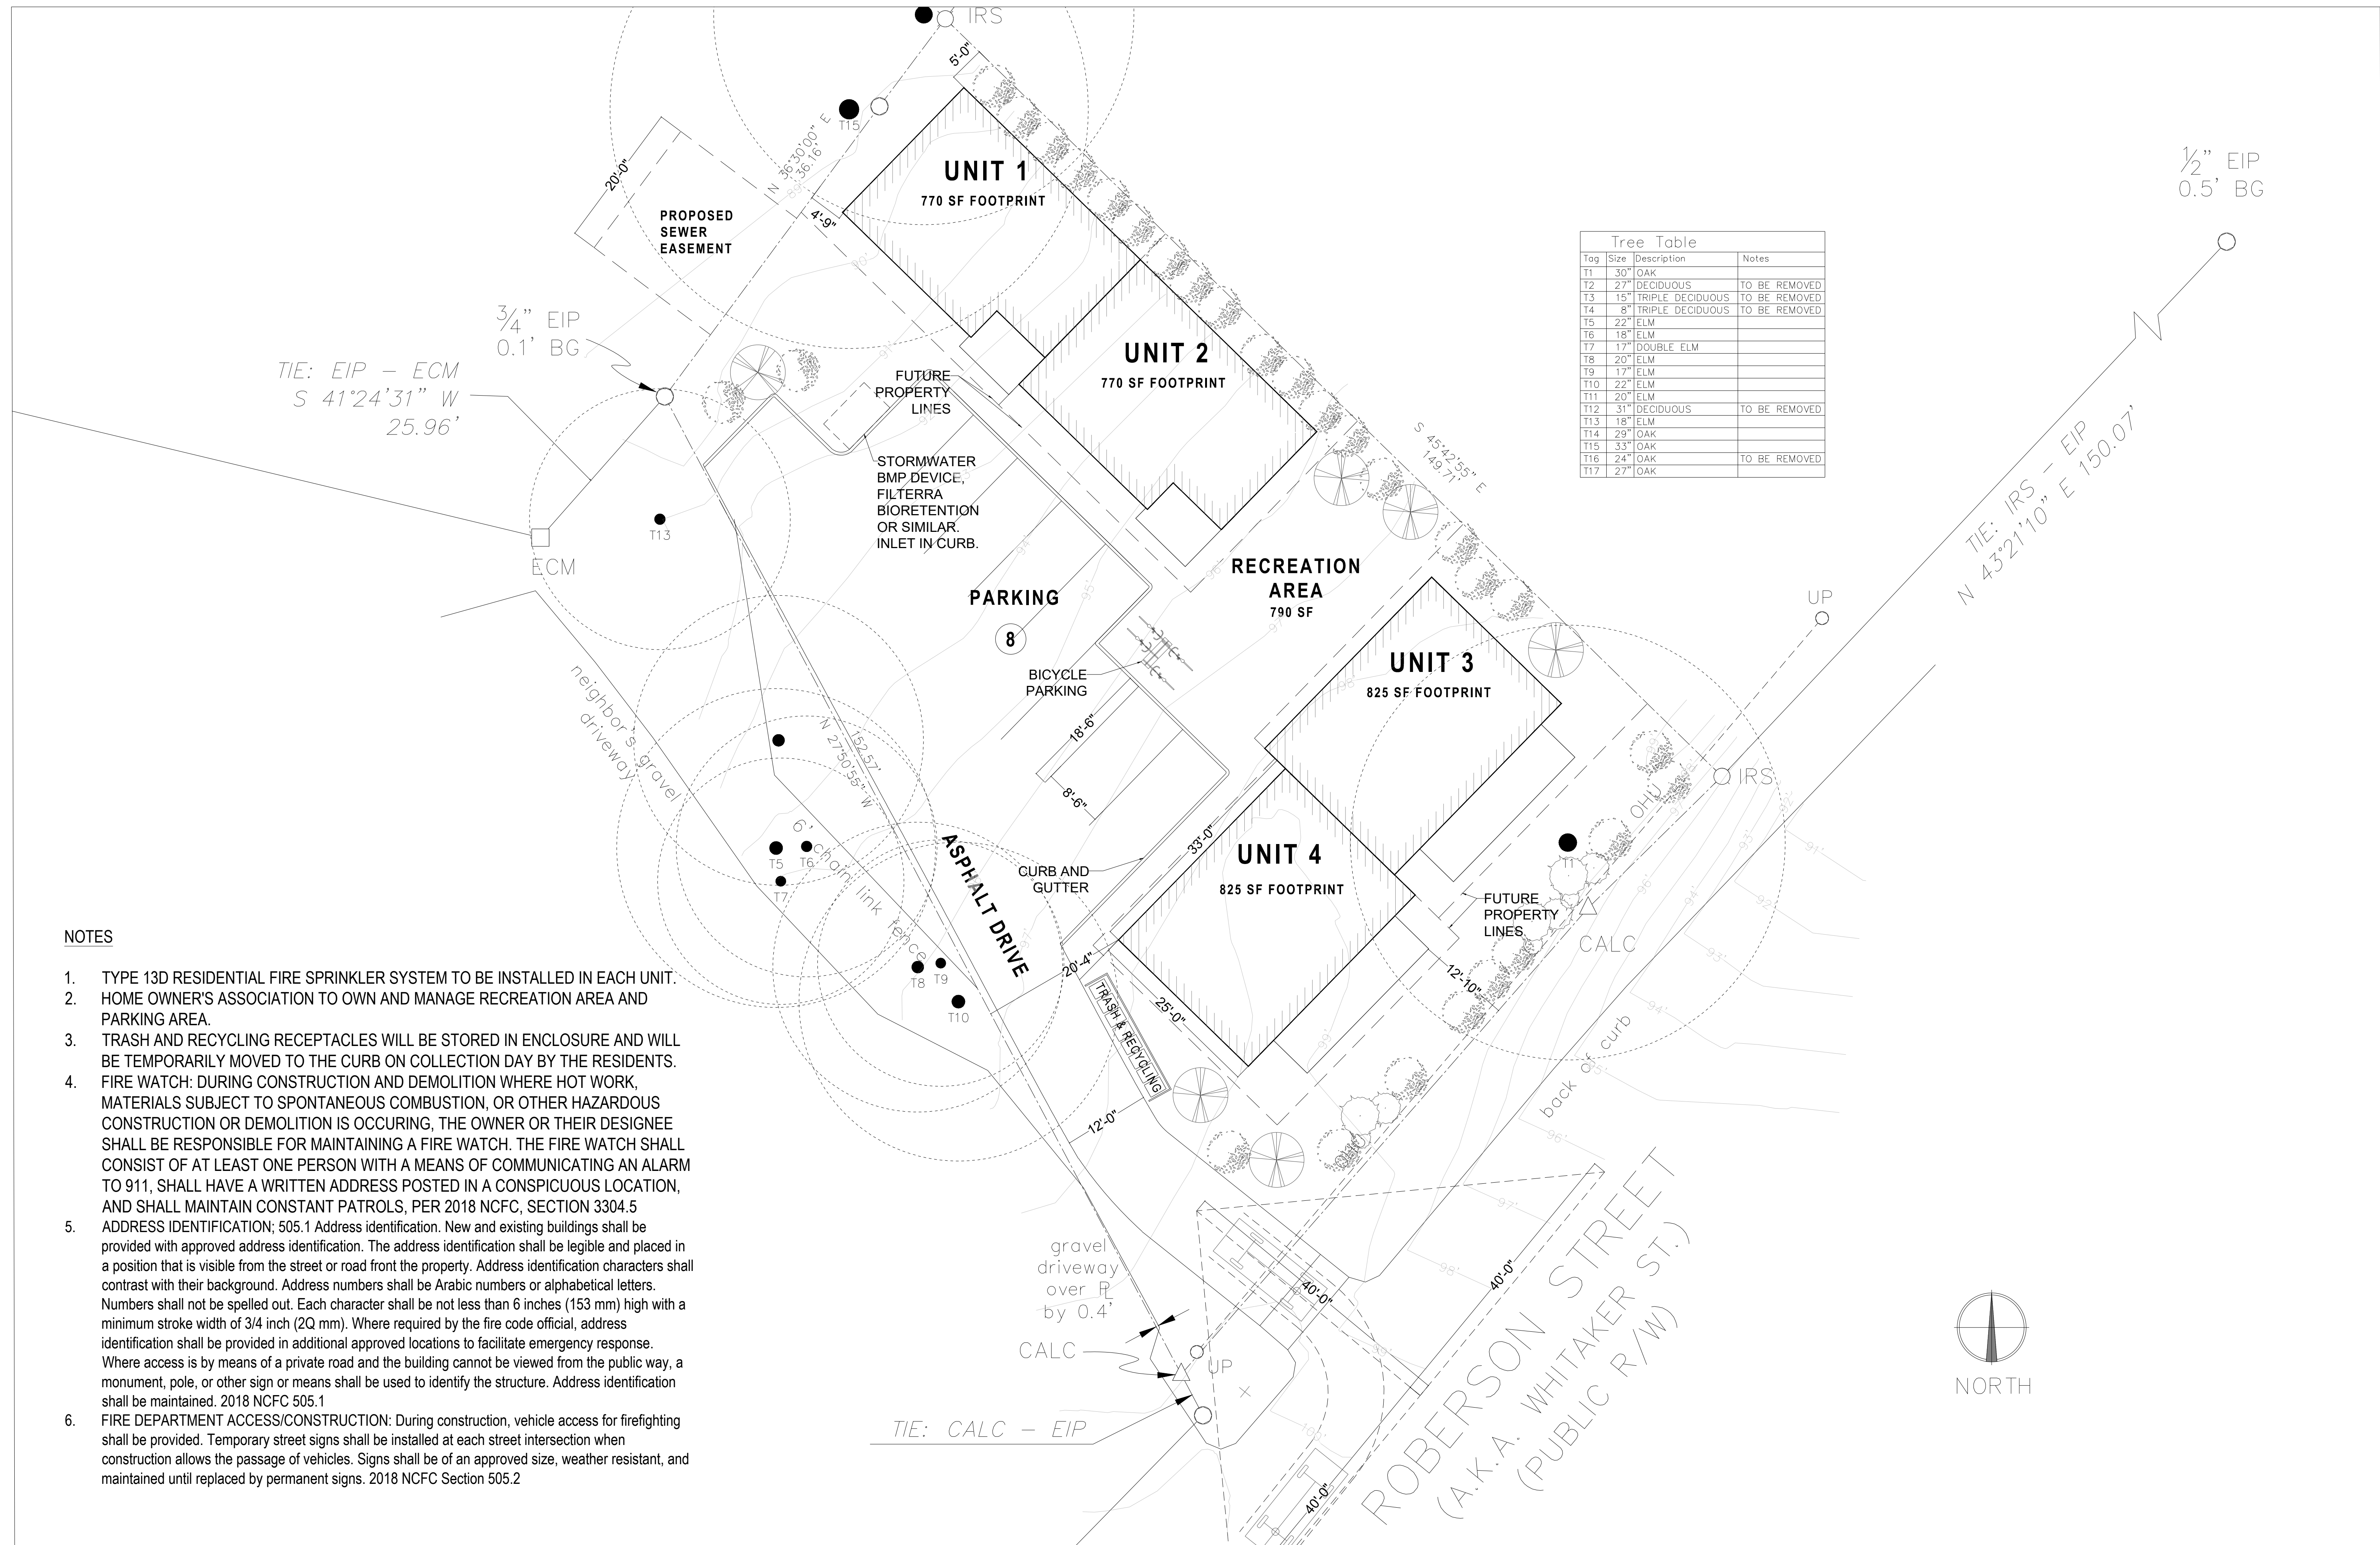 IRS
5'-0"
T15
N 36°30'00" E
36.16'
20'-0"
PROPOSED
SEWER
EASEMENT
4'-9"
UNIT 1
770 SF FOOTPRINT
½" EIP
0.5' BG
¾" EIP
0.1' BG
TIE: EIP – ECM
S 41°24'31" W
25.96'
UNIT 2
770 SF FOOTPRINT
FUTURE
PROPERTY
LINES
S 45°42'55" E
149.71'
Tree Table
Tag Size Description Notes
T1 30" OAK
T2 27" DECIDUOUS TO BE REMOVED
T3 15" TRIPLE DECIDUOUS TO BE REMOVED
T4 8" TRIPLE DECIDUOUS TO BE REMOVED
T5 22" ELM
T6 18" ELM
T7 17" DOUBLE ELM
T8 20" ELM
T9 17" ELM
T10 22" ELM
T11 20" ELM
T12 31" DECIDUOUS TO BE REMOVED
T13 18" ELM
T14 29" OAK
T15 33" OAK
T16 24" OAK TO BE REMOVED
T17 27" OAK
TIE: IRS – EIP
N 43°21'10" E 150.07'
STORMWATER
BMP DEVICE,
FILTERRA
BIORETENTION
OR SIMILAR.
INLET IN CURB.
T13
ECM
PARKING
8
RECREATION
AREA
790 SF
UP
BICYCLE
PARKING
18'-6"
8'-6"
UNIT 3
825 SF FOOTPRINT
neighbor's gravel
driveway
152.57'
N 27°50'55" W
IRS
OHU
6' chain link fence
T5
T6
T7
T8
T9
T10
ASPHALT DRIVE
CURB AND
GUTTER
33'-0"
UNIT 4
825 SF FOOTPRINT
T1
FUTURE
PROPERTY
LINES
CALC
20'-4"
TRASH & RECYCLING
25'-0"
12'-10"
12'-0"
back of curb
90'
91'
94'
95'
97'
98'
99'
91'
92'
93'
94'
95'
96'
97'
98'
99'
100'
NOTES
1. TYPE 13D RESIDENTIAL FIRE SPRINKLER SYSTEM TO BE INSTALLED IN EACH UNIT.
2. HOME OWNER'S ASSOCIATION TO OWN AND MANAGE RECREATION AREA AND
PARKING AREA.
3. TRASH AND RECYCLING RECEPTACLES WILL BE STORED IN ENCLOSURE AND WILL
BE TEMPORARILY MOVED TO THE CURB ON COLLECTION DAY BY THE RESIDENTS.
4. FIRE WATCH: DURING CONSTRUCTION AND DEMOLITION WHERE HOT WORK,
MATERIALS SUBJECT TO SPONTANEOUS COMBUSTION, OR OTHER HAZARDOUS
CONSTRUCTION OR DEMOLITION IS OCCURING, THE OWNER OR THEIR DESIGNEE
SHALL BE RESPONSIBLE FOR MAINTAINING A FIRE WATCH. THE FIRE WATCH SHALL
CONSIST OF AT LEAST ONE PERSON WITH A MEANS OF COMMUNICATING AN ALARM
TO 911, SHALL HAVE A WRITTEN ADDRESS POSTED IN A CONSPICUOUS LOCATION,
AND SHALL MAINTAIN CONSTANT PATROLS, PER 2018 NCFC, SECTION 3304.5
5. ADDRESS IDENTIFICATION; 505.1 Address identification. New and existing buildings shall be
provided with approved address identification. The address identification shall be legible and placed in
a position that is visible from the street or road front the property. Address identification characters shall
contrast with their background. Address numbers shall be Arabic numbers or alphabetical letters.
Numbers shall not be spelled out. Each character shall be not less than 6 inches (153 mm) high with a
minimum stroke width of 3/4 inch (2Q mm). Where required by the fire code official, address
identification shall be provided in additional approved locations to facilitate emergency response.
Where access is by means of a private road and the building cannot be viewed from the public way, a
monument, pole, or other sign or means shall be used to identify the structure. Address identification
shall be maintained. 2018 NCFC 505.1
6. FIRE DEPARTMENT ACCESS/CONSTRUCTION: During construction, vehicle access for firefighting
shall be provided. Temporary street signs shall be installed at each street intersection when
construction allows the passage of vehicles. Signs shall be of an approved size, weather resistant, and
maintained until replaced by permanent signs. 2018 NCFC Section 505.2
gravel
driveway
over PL
by 0.4'
CALC
UP
TIE: CALC – EIP
40'-0"
40'-0"
40'-0"
ROBERSON STREET
(A.K.A. WHITAKER ST.)
(PUBLIC R/W)
NORTH